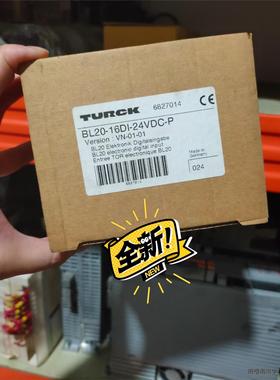 TURCK
6827014
CE
BL20-16DI-24VDC-P
Version : VN-01-01
BL20 Elektronik Digitaleingabe
BL20 electronic digital input
Entrée TOR électronique BL20
Made in
Germany
024
全新!
NEW